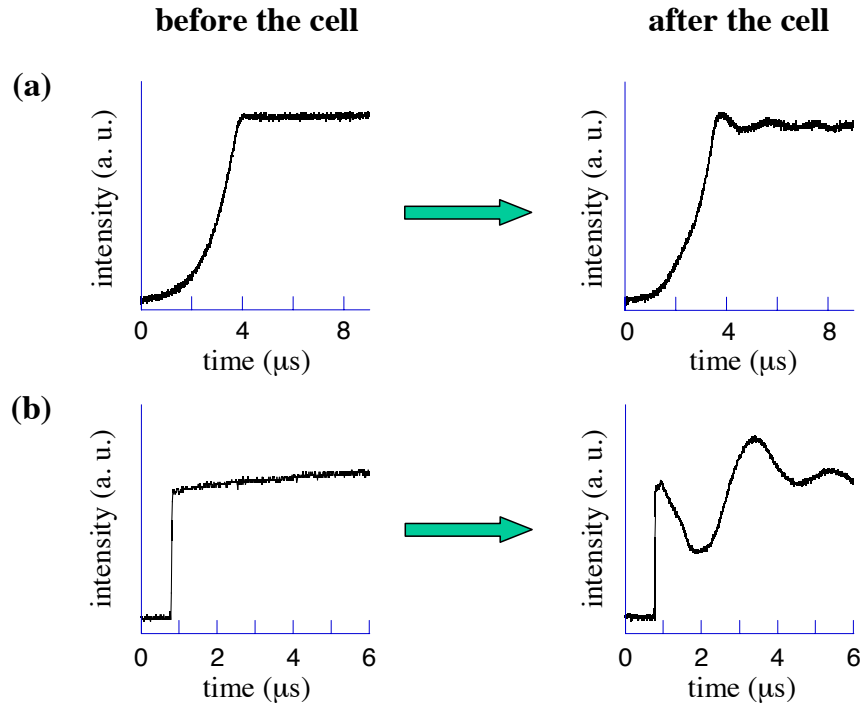 before the cell after the cell
(a)
intensity (a. u.) intensity (a. u.)
0 4 8 0 4 8
time (μs) time (μs)
(b)
intensity (a. u.) intensity (a. u.)
0 2 4 6 0 2 4 6
time (μs) time (μs)